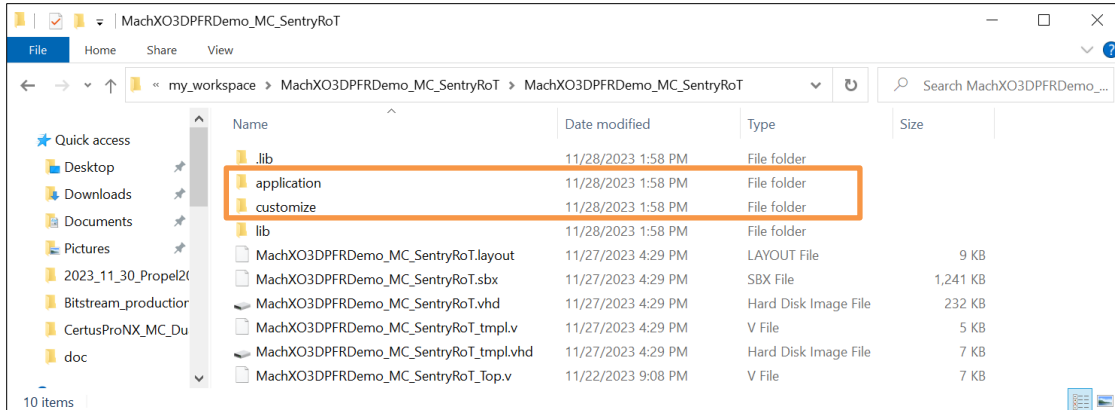 MachXO3DPFRDemo_MC_SentryRoT
File Home Share View
« my_workspace > MachXO3DPFRDemo_MC_SentryRoT > MachXO3DPFRDemo_MC_SentryRoT Search MachXO3DPFRDemo_...
Name Date modified Type Size
Quick access
Desktop
Downloads
Documents
Pictures
2023_11_30_Propel20
Bitstream_production
CertusProNX_MC_Du
doc
.lib 11/28/2023 1:58 PM File folder
application 11/28/2023 1:58 PM File folder
customize 11/28/2023 1:58 PM File folder
lib 11/28/2023 1:58 PM File folder
MachXO3DPFRDemo_MC_SentryRoT.layout 11/27/2023 4:29 PM LAYOUT File 9 KB
MachXO3DPFRDemo_MC_SentryRoT.sbx 11/27/2023 4:29 PM SBX File 1,241 KB
MachXO3DPFRDemo_MC_SentryRoT.vhd 11/27/2023 4:29 PM Hard Disk Image File 232 KB
MachXO3DPFRDemo_MC_SentryRoT_tmpl.v 11/27/2023 4:29 PM V File 5 KB
MachXO3DPFRDemo_MC_SentryRoT_tmpl.vhd 11/27/2023 4:29 PM Hard Disk Image File 7 KB
MachXO3DPFRDemo_MC_SentryRoT_Top.v 11/22/2023 9:08 PM V File 7 KB
10 items